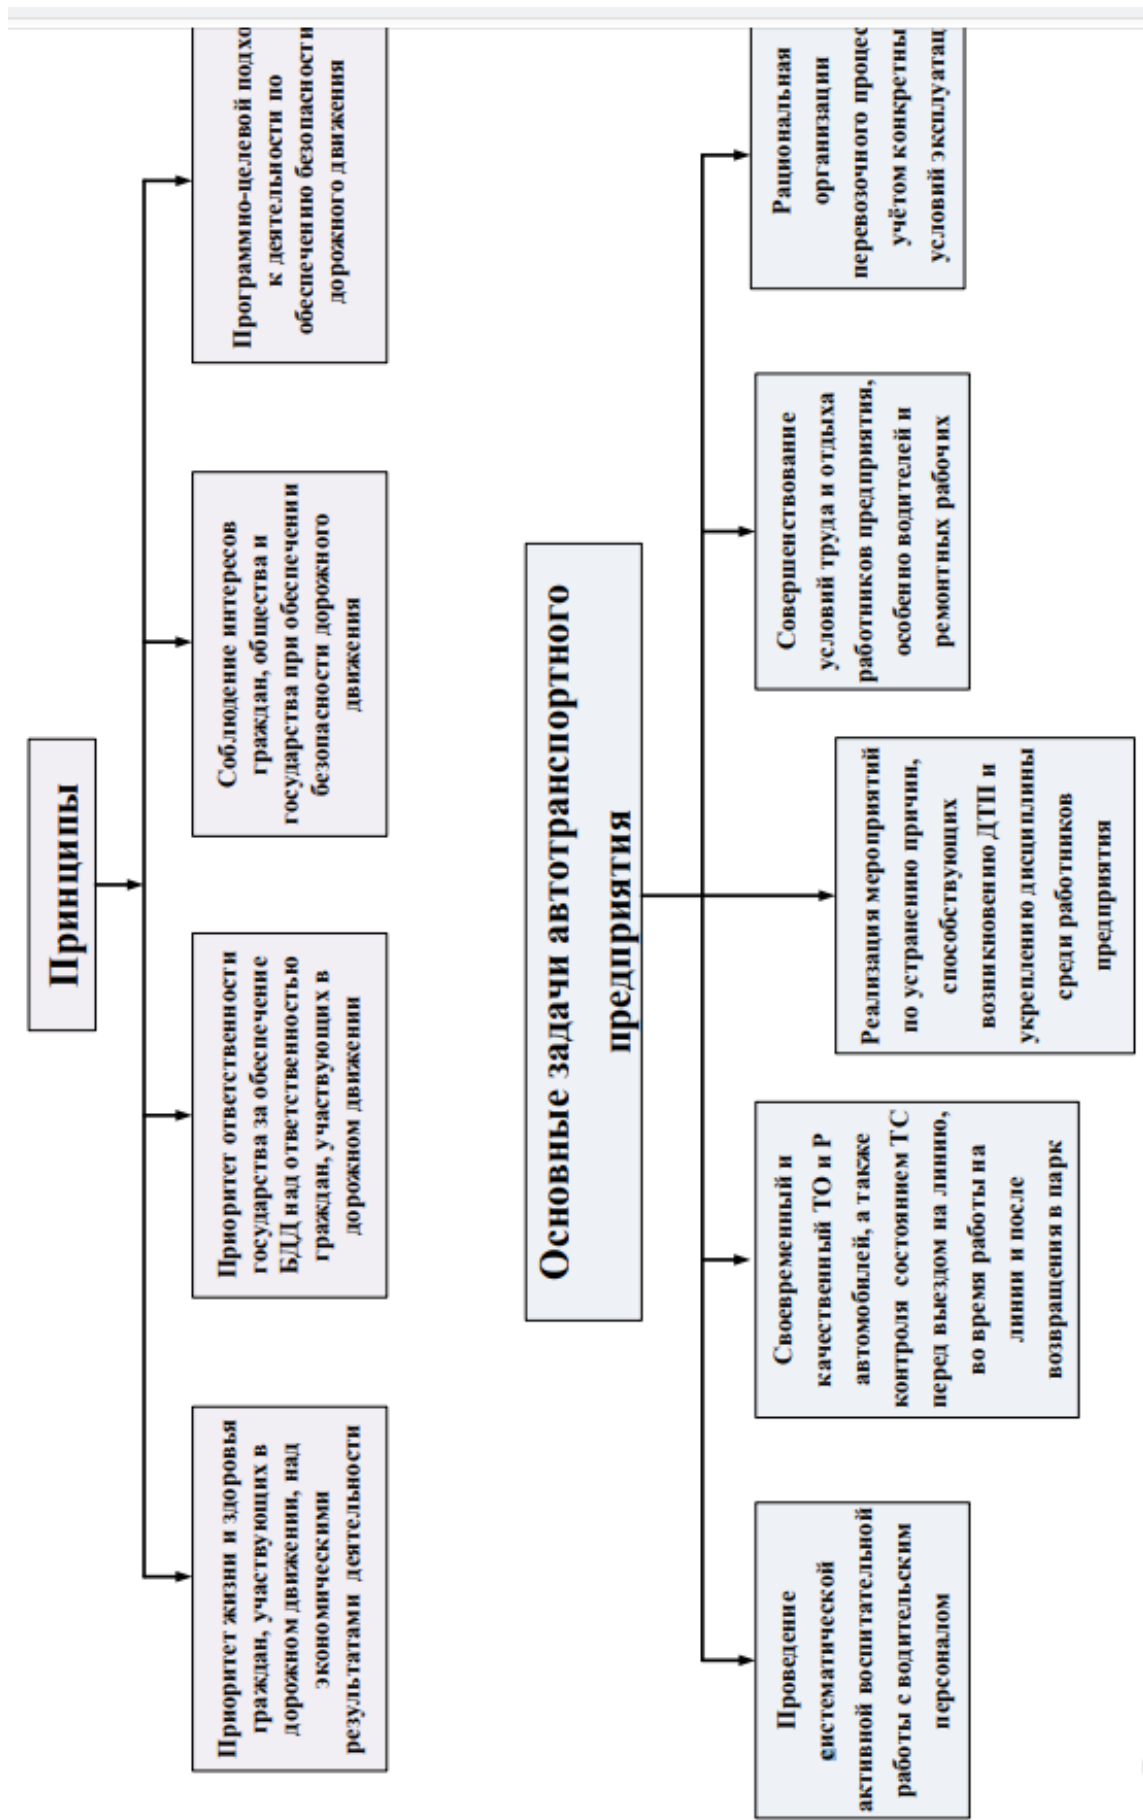 Принципы
Приоритет жизни и здоровья
граждан, участвующих в
дорожном движении, над
экономическими
результатами деятельности
Приоритет ответственности
государства за обеспечение
БДД над ответственностью
граждан, участвующих в
дорожном движении
Соблюдение интересов
граждан, общества и
государства при обеспечении
безопасности дорожного
движения
Программно-целевой подхо
к деятельности по
обеспечению безопасности
дорожного движения
Основные задачи автотранспортного
предприятия
Проведение
систематической
активной воспитательной
работы с водительским
персоналом
Своевременный и
качественный ТО и Р
автомобилей, а также
контроля состоянием ТС
перед выездом на линию,
во время работы на
линии и после
возвращения в парк
Реализация мероприятий
по устранению причин,
способствующих
возникновению ДТП и
укреплению дисциплины
среди работников
предприятия
Совершенствование
условий труда и отдыха
работников предприятия,
особенно водителей и
ремонтных рабочих
Рациональная
организации
перевозочного процес
учётом конкретны
условий эксплуатац